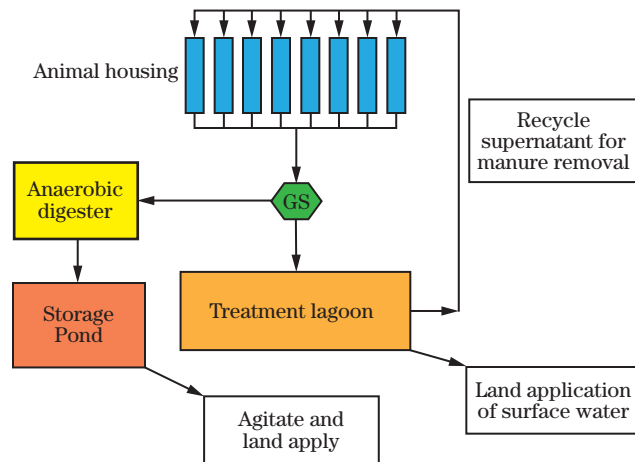 Animal housing
Recycle
supernatant for
manure removal
Anaerobic
digester
GS
Storage
Pond
Treatment lagoon
Land application
of surface water
Agitate and
land apply